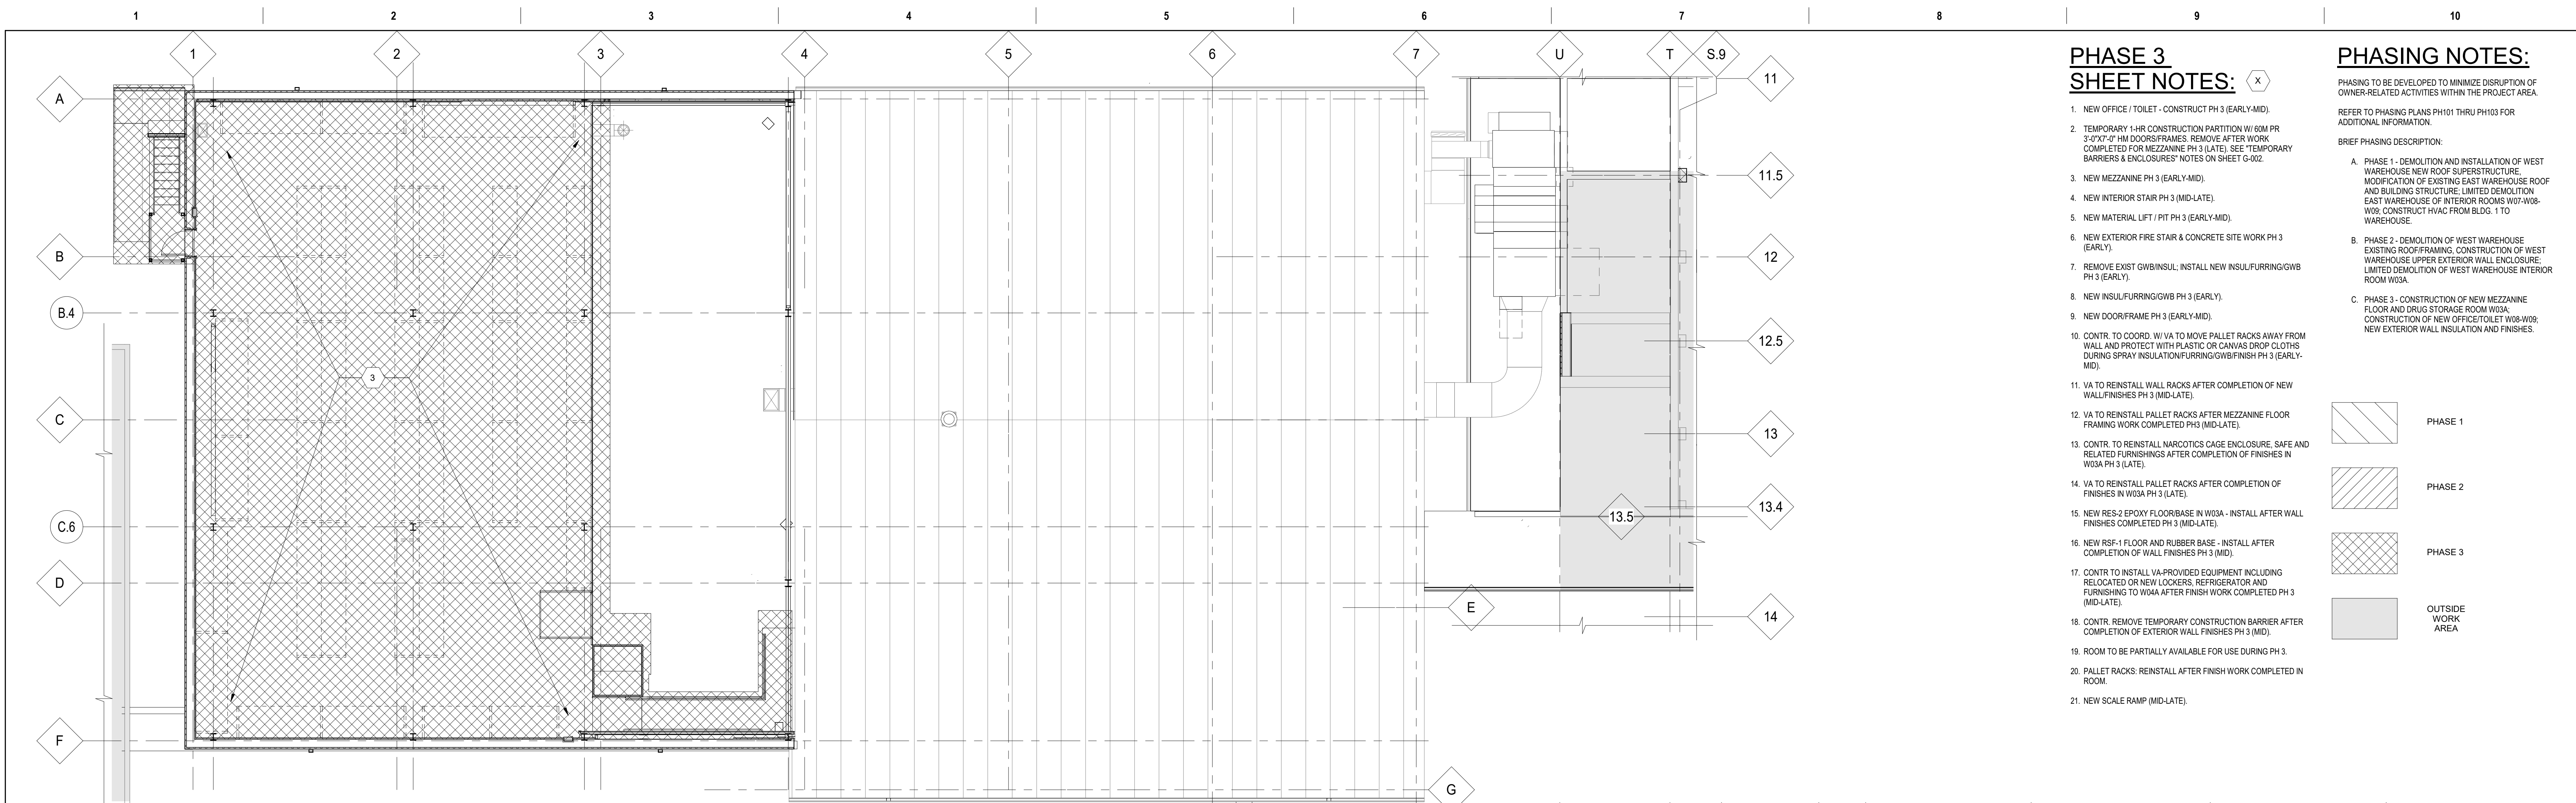 1 2 3 4 5 6 7 8 9 10
1 2 3 4 5 6 7 U T S.9
A
B
B.4
C
C.6
D
F
3
E
G
11
11.5
12
12.5
13
13.4
13.5
14
PHASE 3
SHEET NOTES: X
1. NEW OFFICE / TOILET - CONSTRUCT PH 3 (EARLY-MID).
2. TEMPORARY 1-HR CONSTRUCTION PARTITION W/ 60M PR
3'-0"X7'-0" HM DOORS/FRAMES. REMOVE AFTER WORK
COMPLETED FOR MEZZANINE PH 3 (LATE). SEE "TEMPORARY
BARRIERS & ENCLOSURES" NOTES ON SHEET G-002.
3. NEW MEZZANINE PH 3 (EARLY-MID).
4. NEW INTERIOR STAIR PH 3 (MID-LATE).
5. NEW MATERIAL LIFT / PIT PH 3 (EARLY-MID).
6. NEW EXTERIOR FIRE STAIR & CONCRETE SITE WORK PH 3
(EARLY).
7. REMOVE EXIST GWB/INSUL; INSTALL NEW INSUL/FURRING/GWB
PH 3 (EARLY).
8. NEW INSUL/FURRING/GWB PH 3 (EARLY).
9. NEW DOOR/FRAME PH 3 (EARLY-MID).
10. CONTR. TO COORD. W/ VA TO MOVE PALLET RACKS AWAY FROM
WALL AND PROTECT WITH PLASTIC OR CANVAS DROP CLOTHS
DURING SPRAY INSULATION/FURRING/GWB/FINISH PH 3 (EARLY-
MID).
11. VA TO REINSTALL WALL RACKS AFTER COMPLETION OF NEW
WALL/FINISHES PH 3 (MID-LATE).
12. VA TO REINSTALL PALLET RACKS AFTER MEZZANINE FLOOR
FRAMING WORK COMPLETED PH3 (MID-LATE).
13. CONTR. TO REINSTALL NARCOTICS CAGE ENCLOSURE, SAFE AND
RELATED FURNISHINGS AFTER COMPLETION OF FINISHES IN
W03A PH 3 (LATE).
14. VA TO REINSTALL PALLET RACKS AFTER COMPLETION OF
FINISHES IN W03A PH 3 (LATE).
15. NEW RES-2 EPOXY FLOOR/BASE IN W03A - INSTALL AFTER WALL
FINISHES COMPLETED PH 3 (MID-LATE).
16. NEW RSF-1 FLOOR AND RUBBER BASE - INSTALL AFTER
COMPLETION OF WALL FINISHES PH 3 (MID).
17. CONTR TO INSTALL VA-PROVIDED EQUIPMENT INCLUDING
RELOCATED OR NEW LOCKERS, REFRIGERATOR AND
FURNISHING TO W04A AFTER FINISH WORK COMPLETED PH 3
(MID-LATE).
18. CONTR. REMOVE TEMPORARY CONSTRUCTION BARRIER AFTER
COMPLETION OF EXTERIOR WALL FINISHES PH 3 (MID).
19. ROOM TO BE PARTIALLY AVAILABLE FOR USE DURING PH 3.
20. PALLET RACKS: REINSTALL AFTER FINISH WORK COMPLETED IN
ROOM.
21. NEW SCALE RAMP (MID-LATE).
PHASING NOTES:
PHASING TO BE DEVELOPED TO MINIMIZE DISRUPTION OF
OWNER-RELATED ACTIVITIES WITHIN THE PROJECT AREA.
REFER TO PHASING PLANS PH101 THRU PH103 FOR
ADDITIONAL INFORMATION.
BRIEF PHASING DESCRIPTION:
A. PHASE 1 - DEMOLITION AND INSTALLATION OF WEST
WAREHOUSE NEW ROOF SUPERSTRUCTURE,
MODIFICATION OF EXISTING EAST WAREHOUSE ROOF
AND BUILDING STRUCTURE; LIMITED DEMOLITION
EAST WAREHOUSE OF INTERIOR ROOMS W07-W08-
W09; CONSTRUCT HVAC FROM BLDG. 1 TO
WAREHOUSE.
B. PHASE 2 - DEMOLITION OF WEST WAREHOUSE
EXISTING ROOF/FRAMING, CONSTRUCTION OF WEST
WAREHOUSE UPPER EXTERIOR WALL ENCLOSURE;
LIMITED DEMOLITION OF WEST WAREHOUSE INTERIOR
ROOM W03A.
C. PHASE 3 - CONSTRUCTION OF NEW MEZZANINE
FLOOR AND DRUG STORAGE ROOM W03A;
CONSTRUCTION OF NEW OFFICE/TOILET W08-W09;
NEW EXTERIOR WALL INSULATION AND FINISHES.
PHASE 1
PHASE 2
PHASE 3
OUTSIDE
WORK
AREA